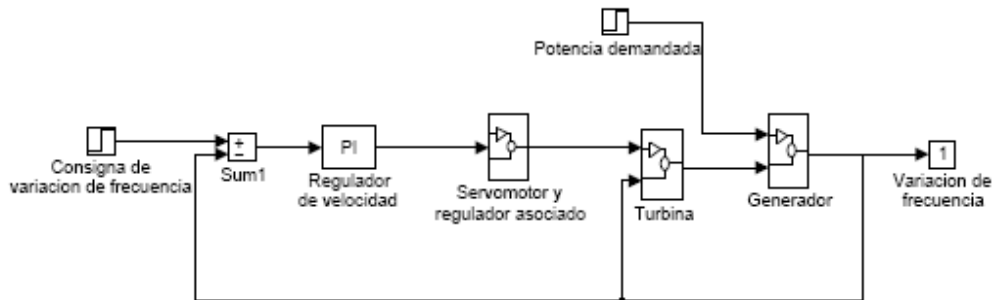 Potencia demandada
Consigna de
variacion de frecuencia
±
−
Sum1
PI
Regulador
de velocidad
Servomotor y
regulador asociado
Turbina
Generador
1
Variacion de
frecuencia